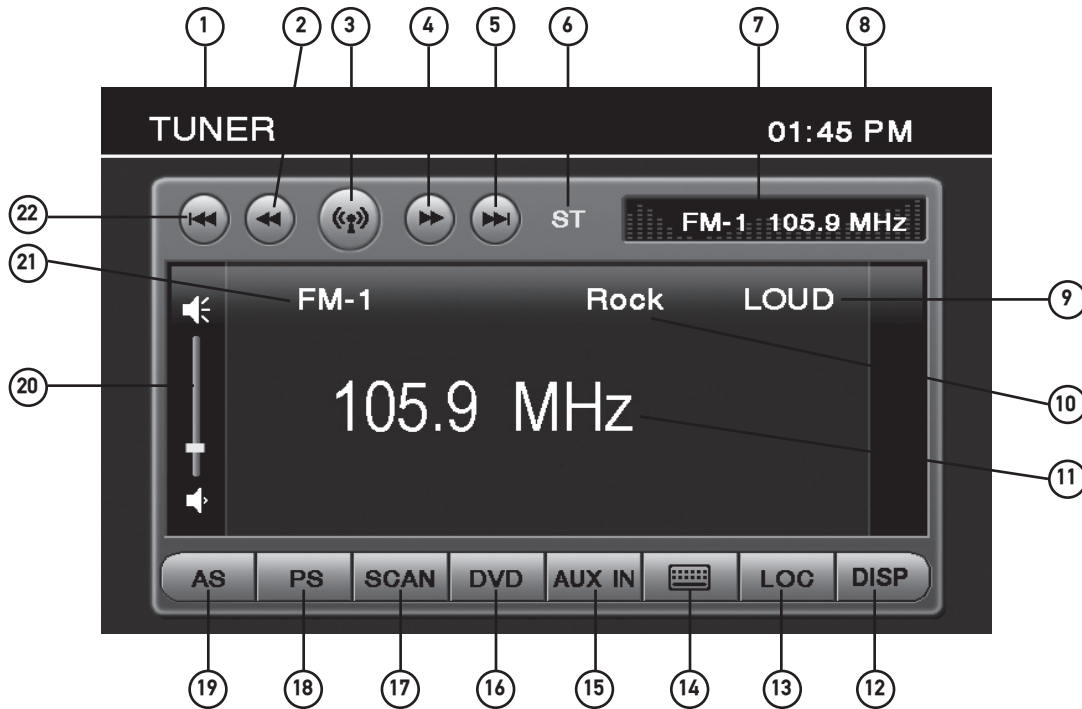 1 2 3 4 5 6 7 8
TUNER 01:45 PM
ST FM-1 105.9 MHz
22
21
FM-1 Rock LOUD 9
20
105.9 MHz 10
11
AS PS SCAN DVD AUX IN LOC DISP
19 18 17 16 15 14 13 12